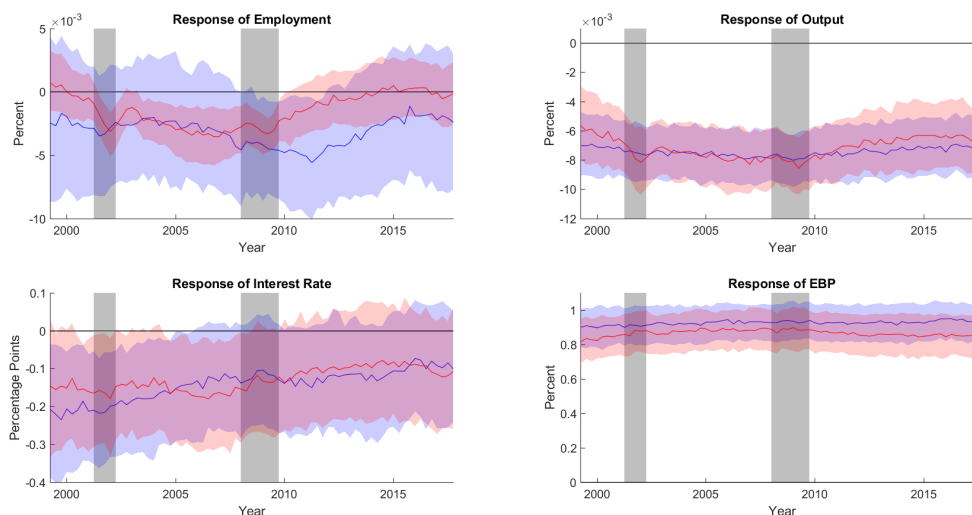 Response of Employment
×10⁻³
5
0
-5
-10
Percent
2000 2005 2010 2015
Year
Response of Output
×10⁻³
0
-2
-4
-6
-8
-10
-12
Percent
2000 2005 2010 2015
Year
Response of Interest Rate
0.1
0
-0.1
-0.2
-0.3
-0.4
Percentage Points
2000 2005 2010 2015
Year
Response of EBP
1
0.8
0.6
0.4
0.2
0
Percent
2000 2005 2010 2015
Year